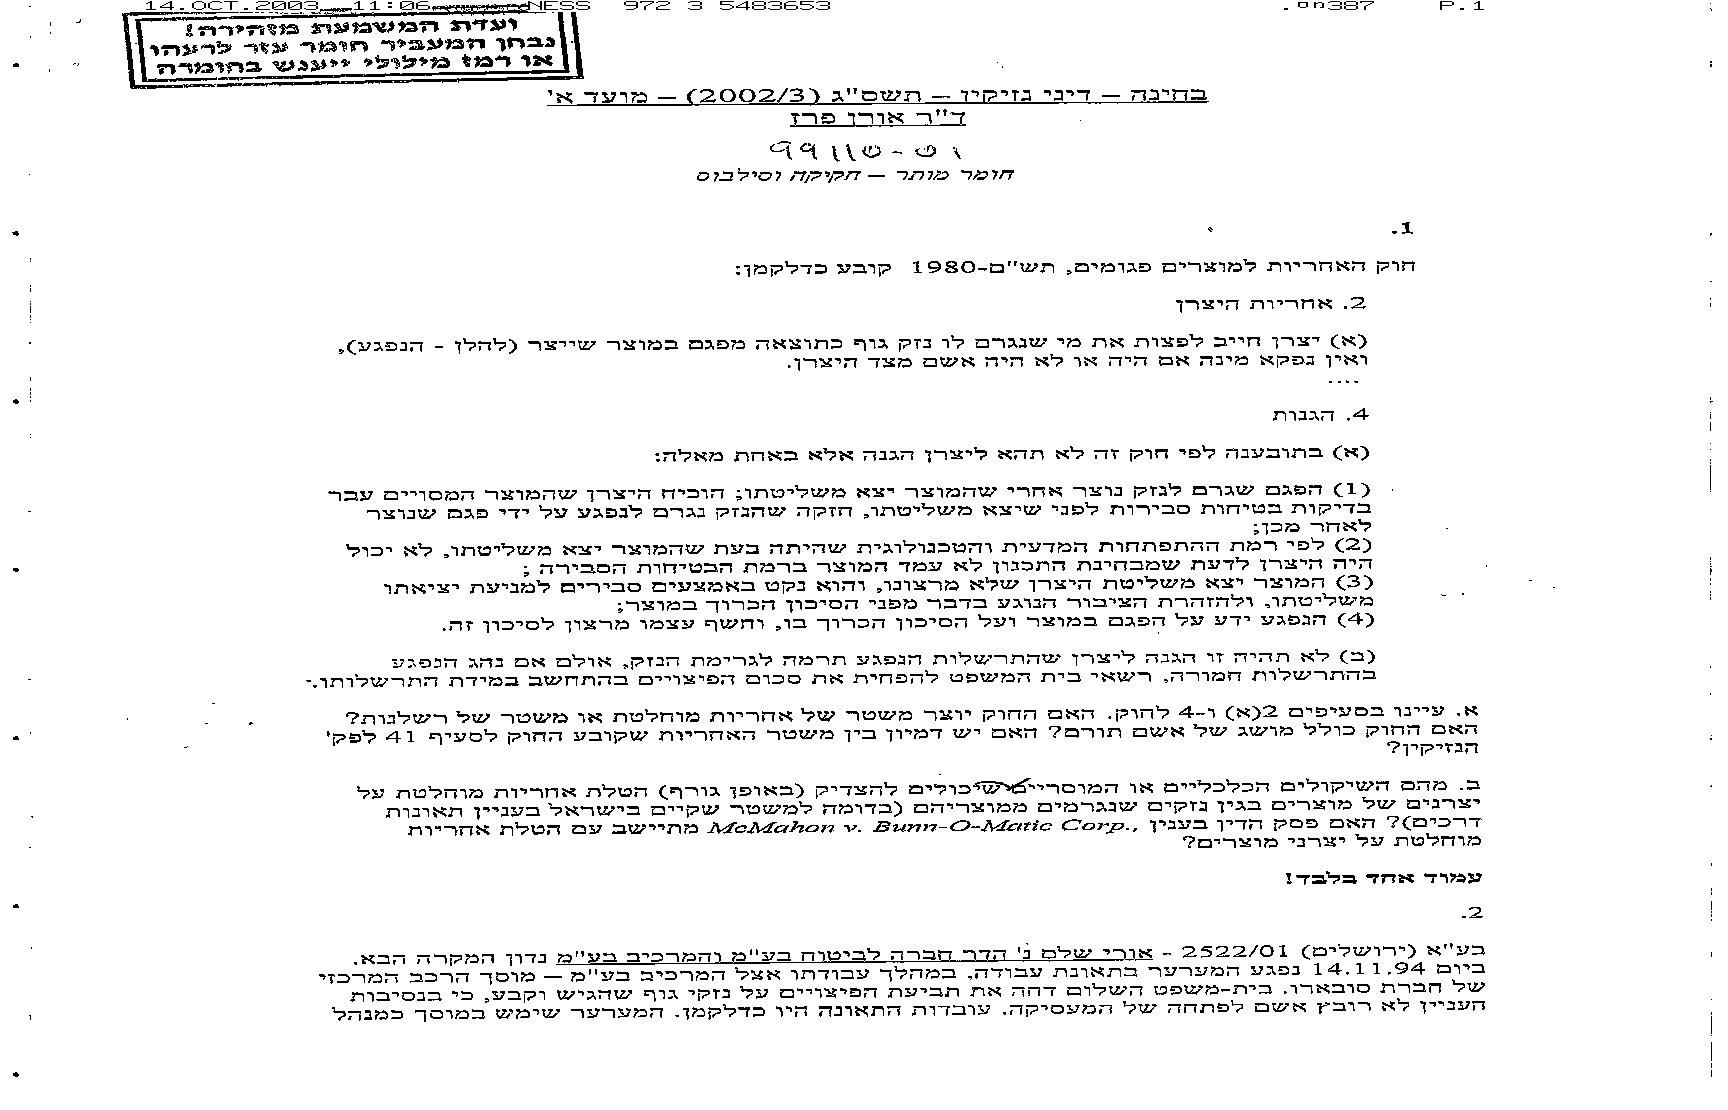 14.OCT.2003 11:06 NESS 972 3 5483653 387 P.1
ועדת המשמעת מזהירה!
נבחן המעביר חומר עזר לרעהו
או רמז מילולי ייענש בחומרה
בחינה – דיני נזיקין – תשס"ג (2002/3) – מועד א'
ד"ר אורן פרז
חומר מותר – חקיקה וסילבוס
1.
חוק האחריות למוצרים פגומים, תש"ם-1980 קובע כדלקמן:
2. אחריות היצרן
(א) יצרן חייב לפצות את מי שנגרם לו נזק גוף כתוצאה מפגם במוצר שייצר (להלן - הנפגע),
ואין נפקא מינה אם היה או לא היה אשם מצד היצרן.
....
4. הגנות
(א) בתובענה לפי חוק זה לא תהא ליצרן הגנה אלא באחת מאלה:
(1) הפגם שגרם לנזק נוצר אחרי שהמוצר יצא משליטתו; הוכיח היצרן שהמוצר המסויים עבר
בדיקות בטיחות סבירות לפני שיצא משליטתו, חזקה שהנזק נגרם לנפגע על ידי פגם שנוצר
לאחר מכן;
(2) לפי רמת ההתפתחות המדעית והטכנולוגית שהיתה בעת שהמוצר יצא משליטתו, לא יכול
היה היצרן לדעת שמבחינת התכנון לא עמד המוצר ברמת הבטיחות הסבירה ;
(3) המוצר יצא משליטת היצרן שלא מרצונו, והוא נקט באמצעים סבירים למניעת יציאתו
משליטתו, ולהזהרת הציבור הנוגע בדבר מפני הסיכון הכרוך במוצר;
(4) הנפגע ידע על הפגם במוצר ועל הסיכון הכרוך בו, וחשף עצמו מרצון לסיכון זה.
(ב) לא תהיה זו הגנה ליצרן שהתרשלות הנפגע תרמה לגרימת הנזק, אולם אם נהג הנפגע
בהתרשלות חמורה, רשאי בית המשפט להפחית את סכום הפיצויים בהתחשב במידת התרשלותו.
א. עיינו בסעיפים 2(א) ו-4 לחוק. האם החוק יוצר משטר של אחריות מוחלטת או משטר של רשלנות?
האם החוק כולל מושג של אשם תורם? האם יש דמיון בין משטר האחריות שקובע החוק לסעיף 41 לפק'
הנזיקין?
ב. מהם השיקולים הכלכליים או המוסריים שיכולים להצדיק (באופן גורף) הטלת אחריות מוחלטת על
יצרנים של מוצרים בגין נזקים שנגרמים ממוצריהם (בדומה למשטר שקיים בישראל בעניין תאונות
דרכים)? האם פסק הדין בענין McMahon v. Bunn-O-Matic Corp., מתיישב עם הטלת אחריות
מוחלטת על יצרני מוצרים?
עמוד אחד בלבד!
2.
בע"א (ירושלים) 2522/01 - אורי שלם נ' הדר חברה לביטוח בע"מ והמרכיב בע"מ נדון המקרה הבא.
ביום 14.11.94 נפגע המערער בתאונת עבודה, במהלך עבודתו אצל המרכיב בע"מ – מוסך הרכב המרכזי
של חברת סובארו. בית-משפט השלום דחה את תביעת הפיצויים על נזקי גוף שהגיש וקבע, כי בנסיבות
העניין לא רובץ אשם לפתחה של המעסיקה. עובדות התאונה היו כדלקמן. המערער שימש במוסך כמנהל